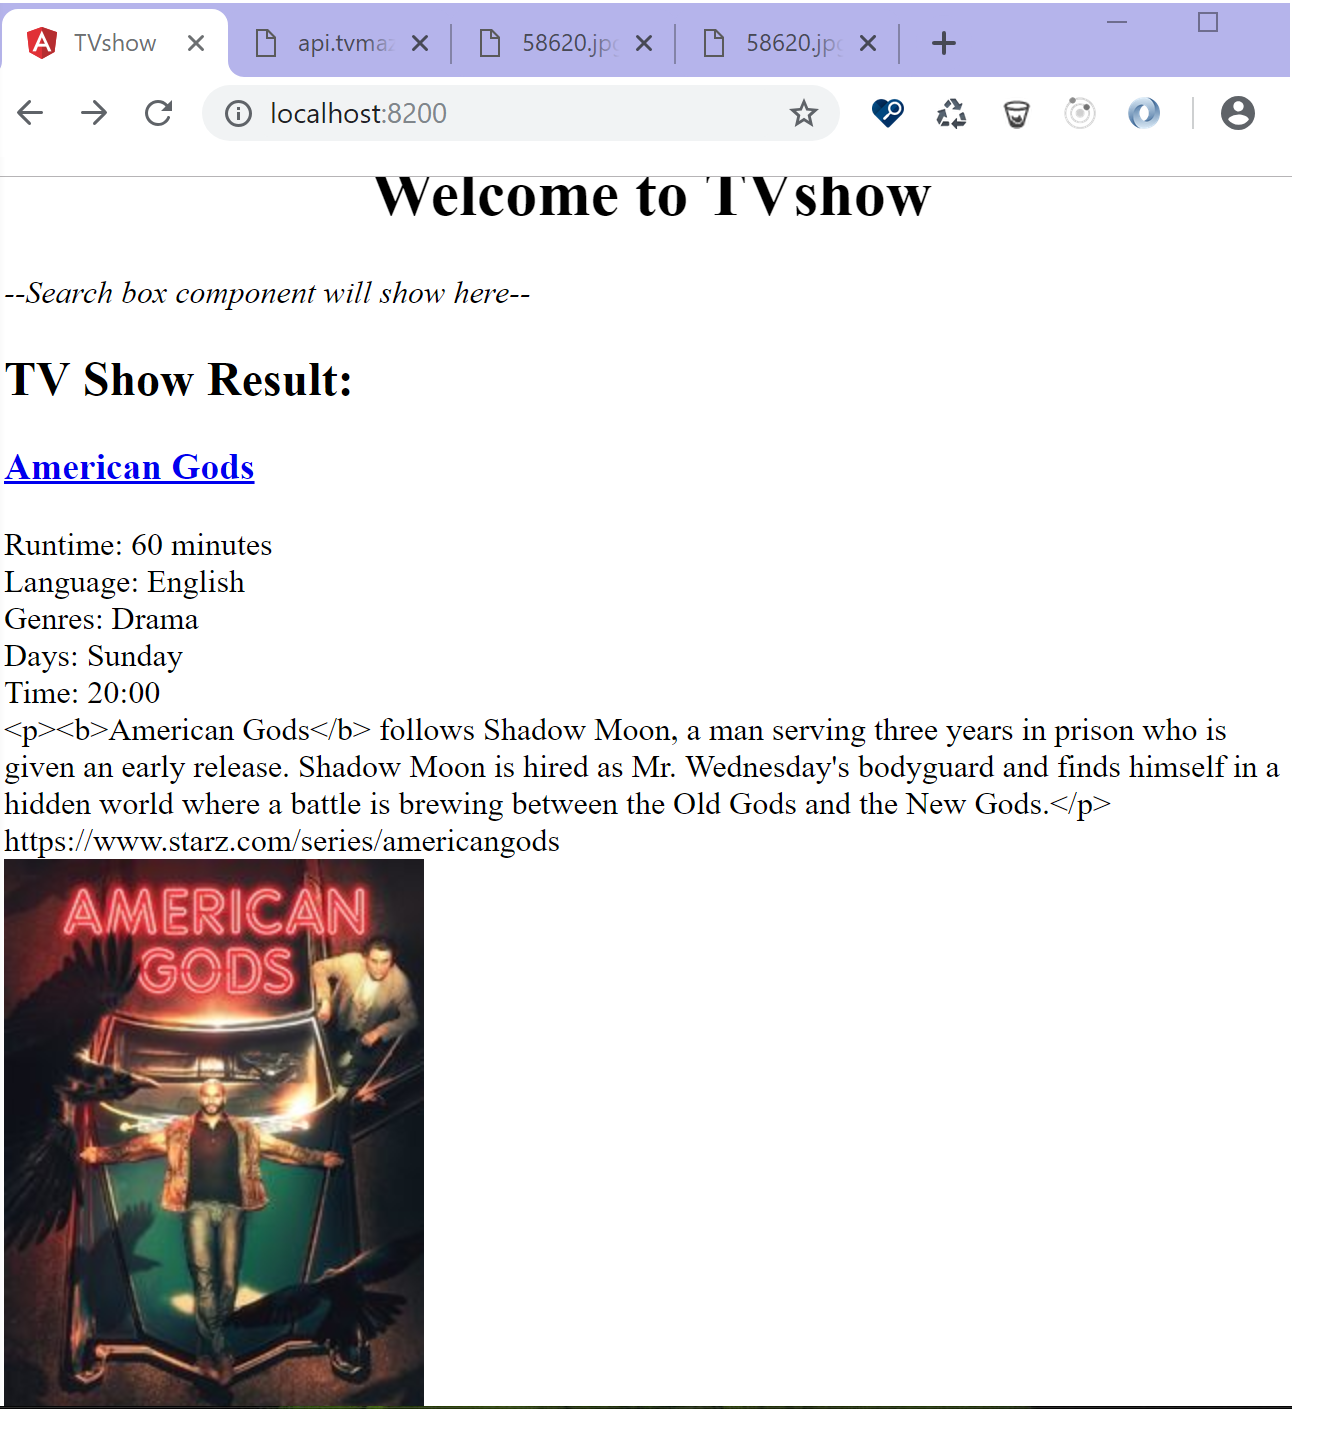 TVshow
api.tvma
58620.jp
58620.jp
localhost:8200
Welcome to TVshow
--Search box component will show here--
TV Show Result:
American Gods
Runtime: 60 minutes
Language: English
Genres: Drama
Days: Sunday
Time: 20:00
<p><b>American Gods</b> follows Shadow Moon, a man serving three years in prison who is
given an early release. Shadow Moon is hired as Mr. Wednesday's bodyguard and finds himself in a
hidden world where a battle is brewing between the Old Gods and the New Gods.</p>
https://www.starz.com/series/americangods
AMERICAN
GODS